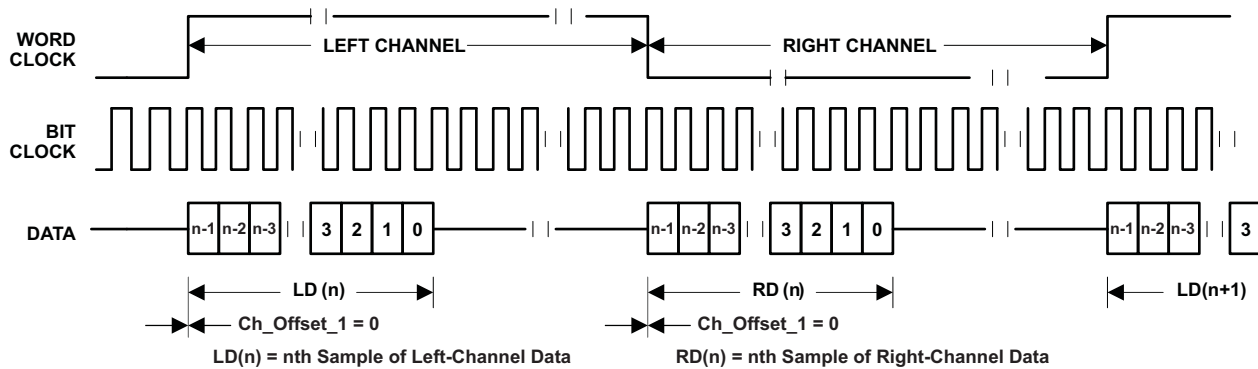 WORD
CLOCK
LEFT CHANNEL
RIGHT CHANNEL
BIT
CLOCK
DATA
n-1 n-2 n-3 3 2 1 0 n-1 n-2 n-3 3 2 1 0 n-1 n-2 n-3 3
LD (n) RD (n) LD(n+1)
Ch_Offset_1 = 0 Ch_Offset_1 = 0
LD(n) = nth Sample of Left-Channel Data RD(n) = nth Sample of Right-Channel Data